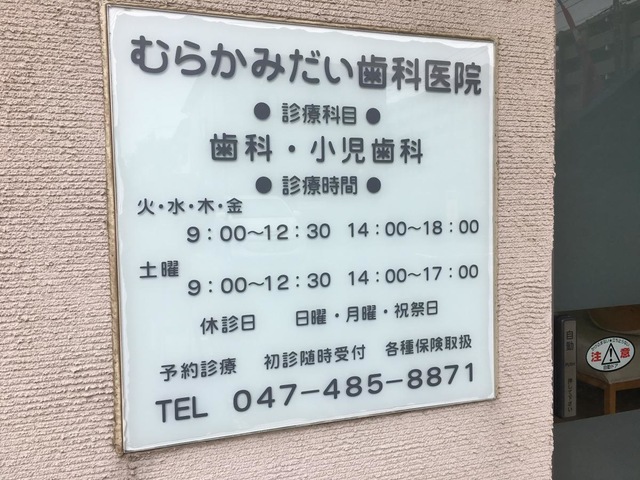 むらかみだい歯科医院
● 診療科目 ●
歯科・小児歯科
● 診療時間 ●
火・水・木・金
9：00～12：30 14：00～18：00
土曜
9：00～12：30 14：00～17：00
休診日 日曜・月曜・祝祭日
予約診療 初診随時受付 各種保険取扱
TEL 047－485－8871
自動
注 意